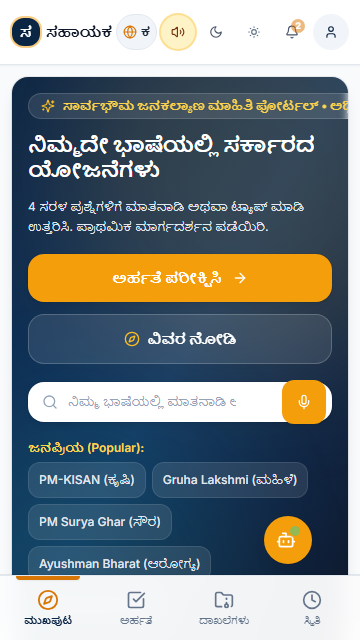 ಸ ಸಹಾಯಕ ಕ 2
ಸಾರ್ವಭೌಮ ಜನಕಲ್ಯಾಣ ಮಾಹಿತಿ ಪೋರ್ಟಲ್ •
ನಿಮ್ಮದೇ ಭಾಷೆಯಲ್ಲಿ ಸರ್ಕಾರದ
ಯೋಜನೆಗಳು
4 ಸರಳ ಪ್ರಶ್ನೆಗಳಿಗೆ ಮಾತನಾಡಿ ಅಥವಾ ಟ್ಯಾಪ್ ಮಾಡಿ
ಉತ್ತರಿಸಿ. ಪ್ರಾಥಮಿಕ ಮಾರ್ಗದರ್ಶನ ಪಡೆಯಿರಿ.
ಅರ್ಹತೆ ಪರೀಕ್ಷಿಸಿ
ವಿವರ ನೋಡಿ
ನಿಮ್ಮ ಭಾಷೆಯಲ್ಲಿ ಮಾತನಾಡಿ
ಜನಪ್ರಿಯ (Popular):
PM-KISAN (ಕೃಷಿ) Gruha Lakshmi (ಮಹಿಳೆ)
PM Surya Ghar (ಸೌರ)
Ayushman Bharat (ಆರೋಗ್ಯ)
ಮುಖಪುಟ ಅರ್ಹತೆ ದಾಖಲೆಗಳು ಸ್ಥಿತಿ